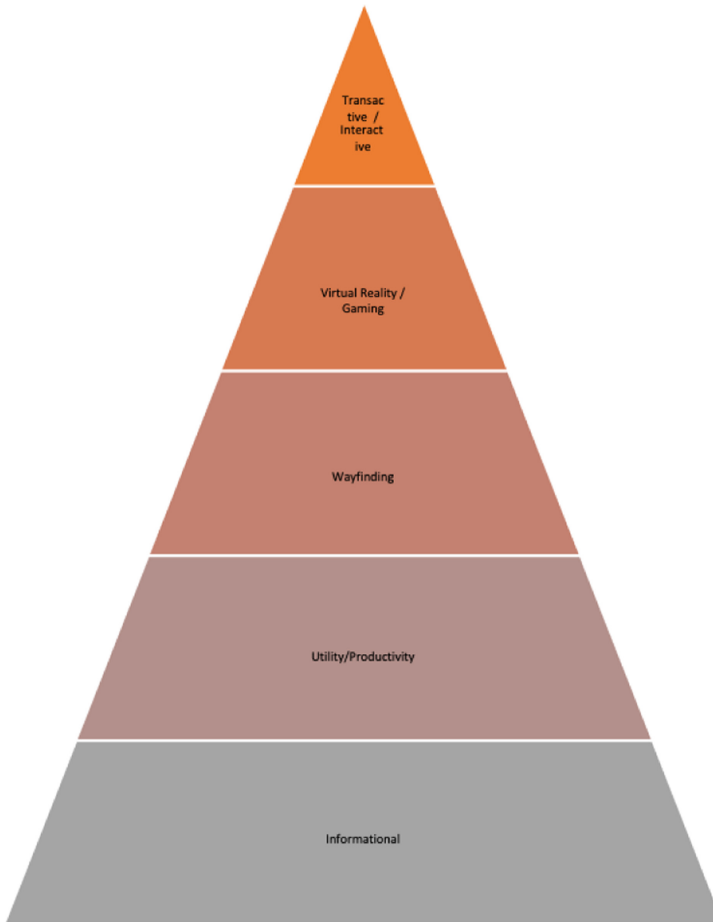 Transac
tive /
Interact
ive
Virtual Reality /
Gaming
Wayfinding
Utility/Productivity
Informational